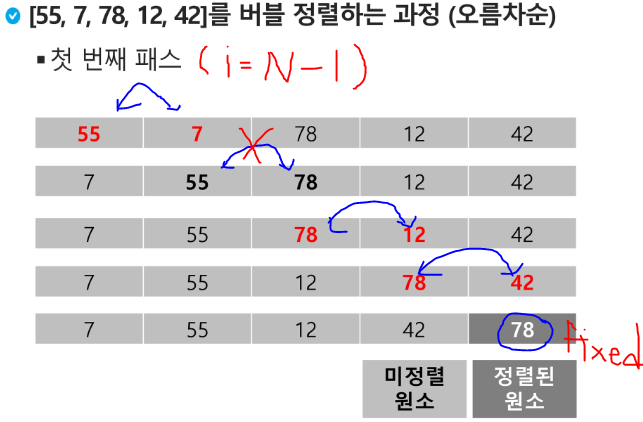 [55, 7, 78, 12, 42]를 버블 정렬하는 과정 (오름차순)
▪첫 번째 패스 (i=N-1)
55 7 78 12 42
7 55 78 12 42
7 55 78 12 42
7 55 12 78 42
7 55 12 42 78 fixed
미정렬 정렬된
원소 원소